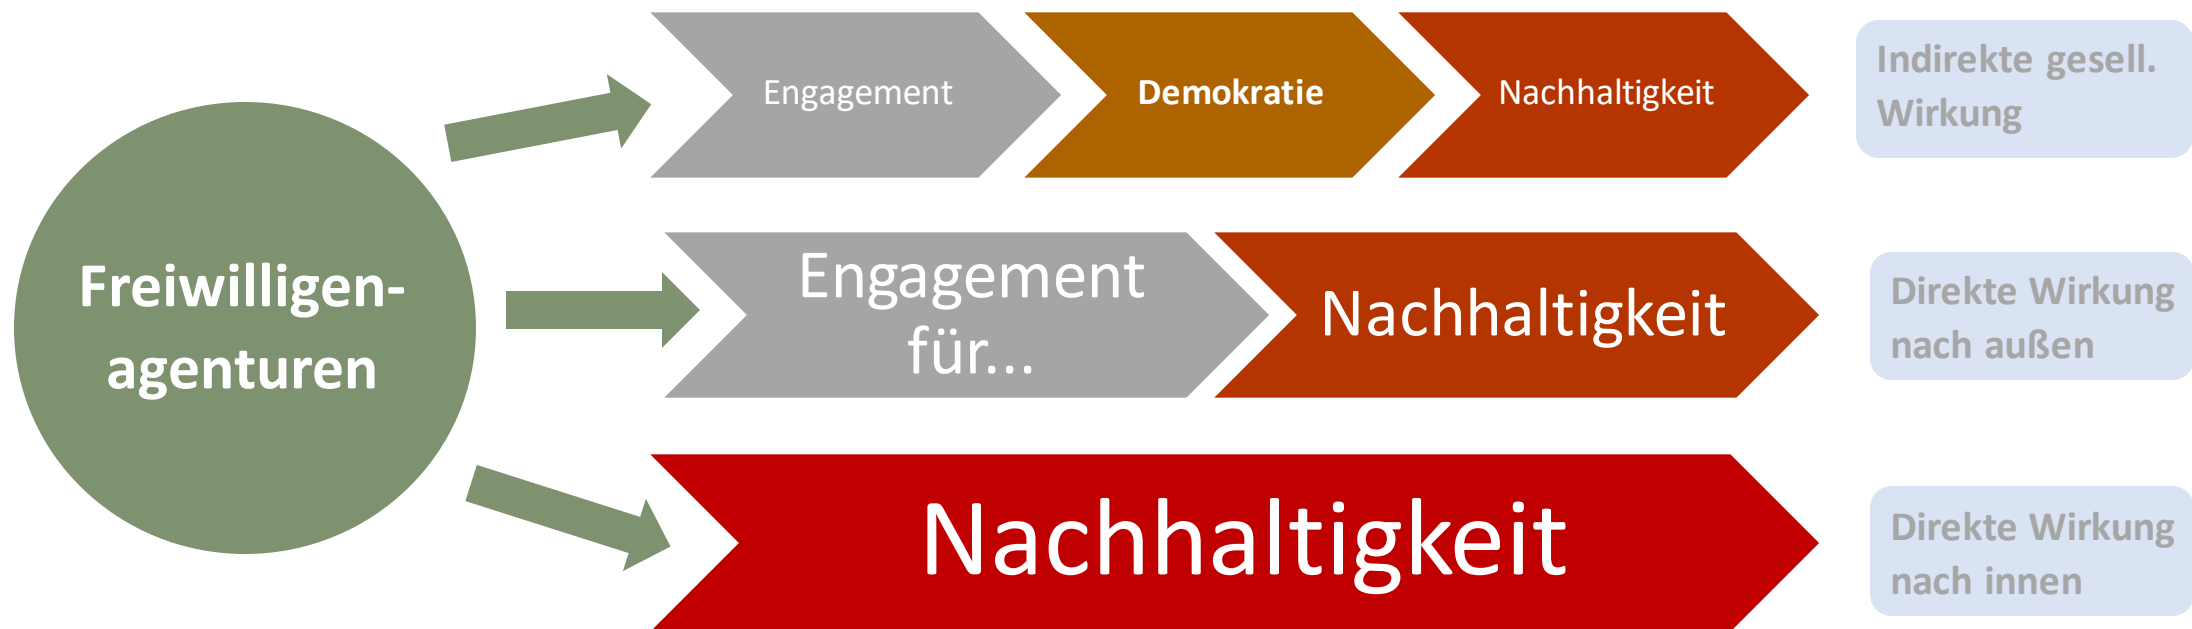 Freiwilligen-
agenturen
Engagement
Demokratie
Nachhaltigkeit
Indirekte gesell.
Wirkung
Engagement
für...
Nachhaltigkeit
Direkte Wirkung
nach außen
Nachhaltigkeit
Direkte Wirkung
nach innen